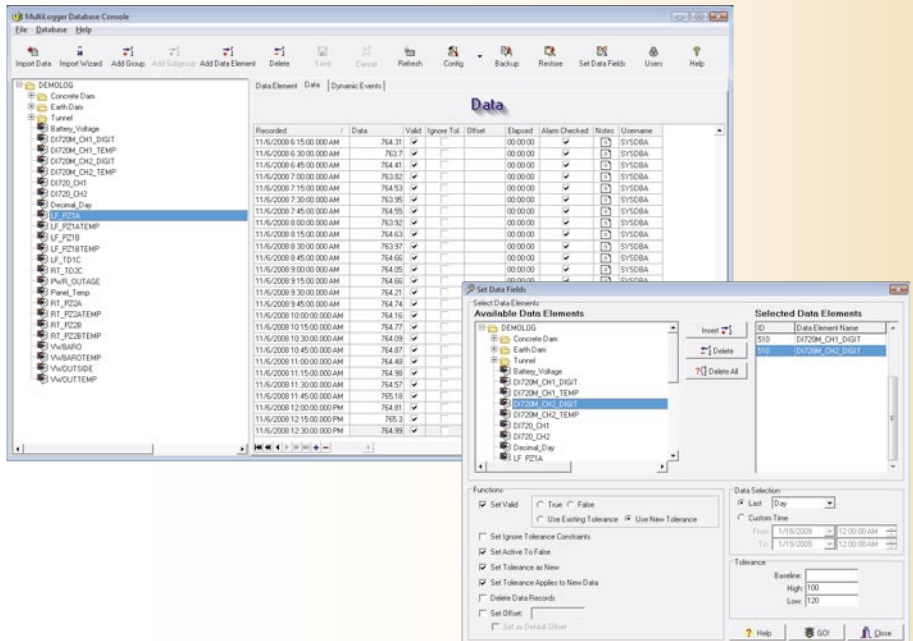 MultiLogger Database Console
File Database Help
Import Data Import Wizard Add Group Add Subgroup Add Data Element Delete Save Cancel Refresh Config Backup Restore Set Data Fields Users Help
DEMOLOG
Concrete Dam
Earth Dam
Tunnel
Battery_Voltage
DI720M_CH1_DIGIT
DI720M_CH1_TEMP
DI720M_CH2_DIGIT
DI720M_CH2_TEMP
DI720_CH1
DI720_CH2
Decimal_Day
LF_PZ1A
LF_PZ1ATEMP
LF_PZ1B
LF_PZ1BTEMP
LF_TD1C
RT_TD2C
PWR_OUTAGE
Panel_Temp
RT_PZ2A
RT_PZ2ATEMP
RT_PZ2B
RT_PZ2BTEMP
VWBARO
VWBAROTEMP
VWOUTSIDE
VWOUTTEMP
Data Element Data Dynamic Events
Data
Recorded Data Valid Ignore Tol. Offset Elapsed Alarm Checked Notes Username
11/6/2008 6:15:00.000 AM 764.31 00:00:00 SYSDBA
11/6/2008 6:30:00.000 AM 763.7 00:00:00 SYSDBA
11/6/2008 6:45:00.000 AM 764.41 00:00:00 SYSDBA
11/6/2008 7:00:00.000 AM 763.82 00:00:00 SYSDBA
11/6/2008 7:15:00.000 AM 764.53 00:00:00 SYSDBA
11/6/2008 7:30:00.000 AM 763.95 00:00:00 SYSDBA
11/6/2008 7:45:00.000 AM 764.55 00:00:00 SYSDBA
11/6/2008 8:00:00.000 AM 763.92 00:00:00 SYSDBA
11/6/2008 8:15:00.000 AM 764.63 00:00:00 SYSDBA
11/6/2008 8:30:00.000 AM 763.97 00:00:00 SYSDBA
11/6/2008 8:45:00.000 AM 764.66 00:00:00 SYSDBA
11/6/2008 9:00:00.000 AM 764.05 00:00:00 SYSDBA
11/6/2008 9:15:00.000 AM 764.66 00:00:00 SYSDBA
11/6/2008 9:30:00.000 AM 764.21
11/6/2008 9:45:00.000 AM 764.74
11/6/2008 10:00:00.000 AM 764.16
11/6/2008 10:15:00.000 AM 764.77
11/6/2008 10:30:00.000 AM 764.09
11/6/2008 10:45:00.000 AM 764.87
11/6/2008 11:00:00.000 AM 764.48
11/6/2008 11:15:00.000 AM 764.98
11/6/2008 11:30:00.000 AM 764.57
11/6/2008 11:45:00.000 AM 765.18
11/6/2008 12:00:00.000 PM 764.81
11/6/2008 12:15:00.000 PM 765.3
11/6/2008 12:30:00.000 PM 764.99
Set Data Fields
Select Data Elements
Available Data Elements
DEMOLOG
Concrete Dam
Earth Dam
Tunnel
Battery_Voltage
DI720M_CH1_DIGIT
DI720M_CH1_TEMP
DI720M_CH2_DIGIT
DI720M_CH2_TEMP
DI720_CH1
DI720_CH2
Decimal_Day
LF_PZ1A
Insert
Delete
Delete All
Selected Data Elements
ID Data Element Name
510 DI720M_CH1_DIGIT
DI720M_CH2_DIGIT
Functions
Set Valid True False
Use Existing Tolerance Use New Tolerance
Set Ignore Tolerance Constraints
Set Active To False
Set Tolerance as New
Set Tolerance Applies to New Data
Delete Data Records
Set Offset:
Set as Default Offset
Data Selection
Last Day
Custom Time
From: 1/18/2009 12:00:00 AM
To: 1/19/2009 12:00:00 AM
Tolerance
Baseline:
High: 100
Low: 120
Help GO! Close